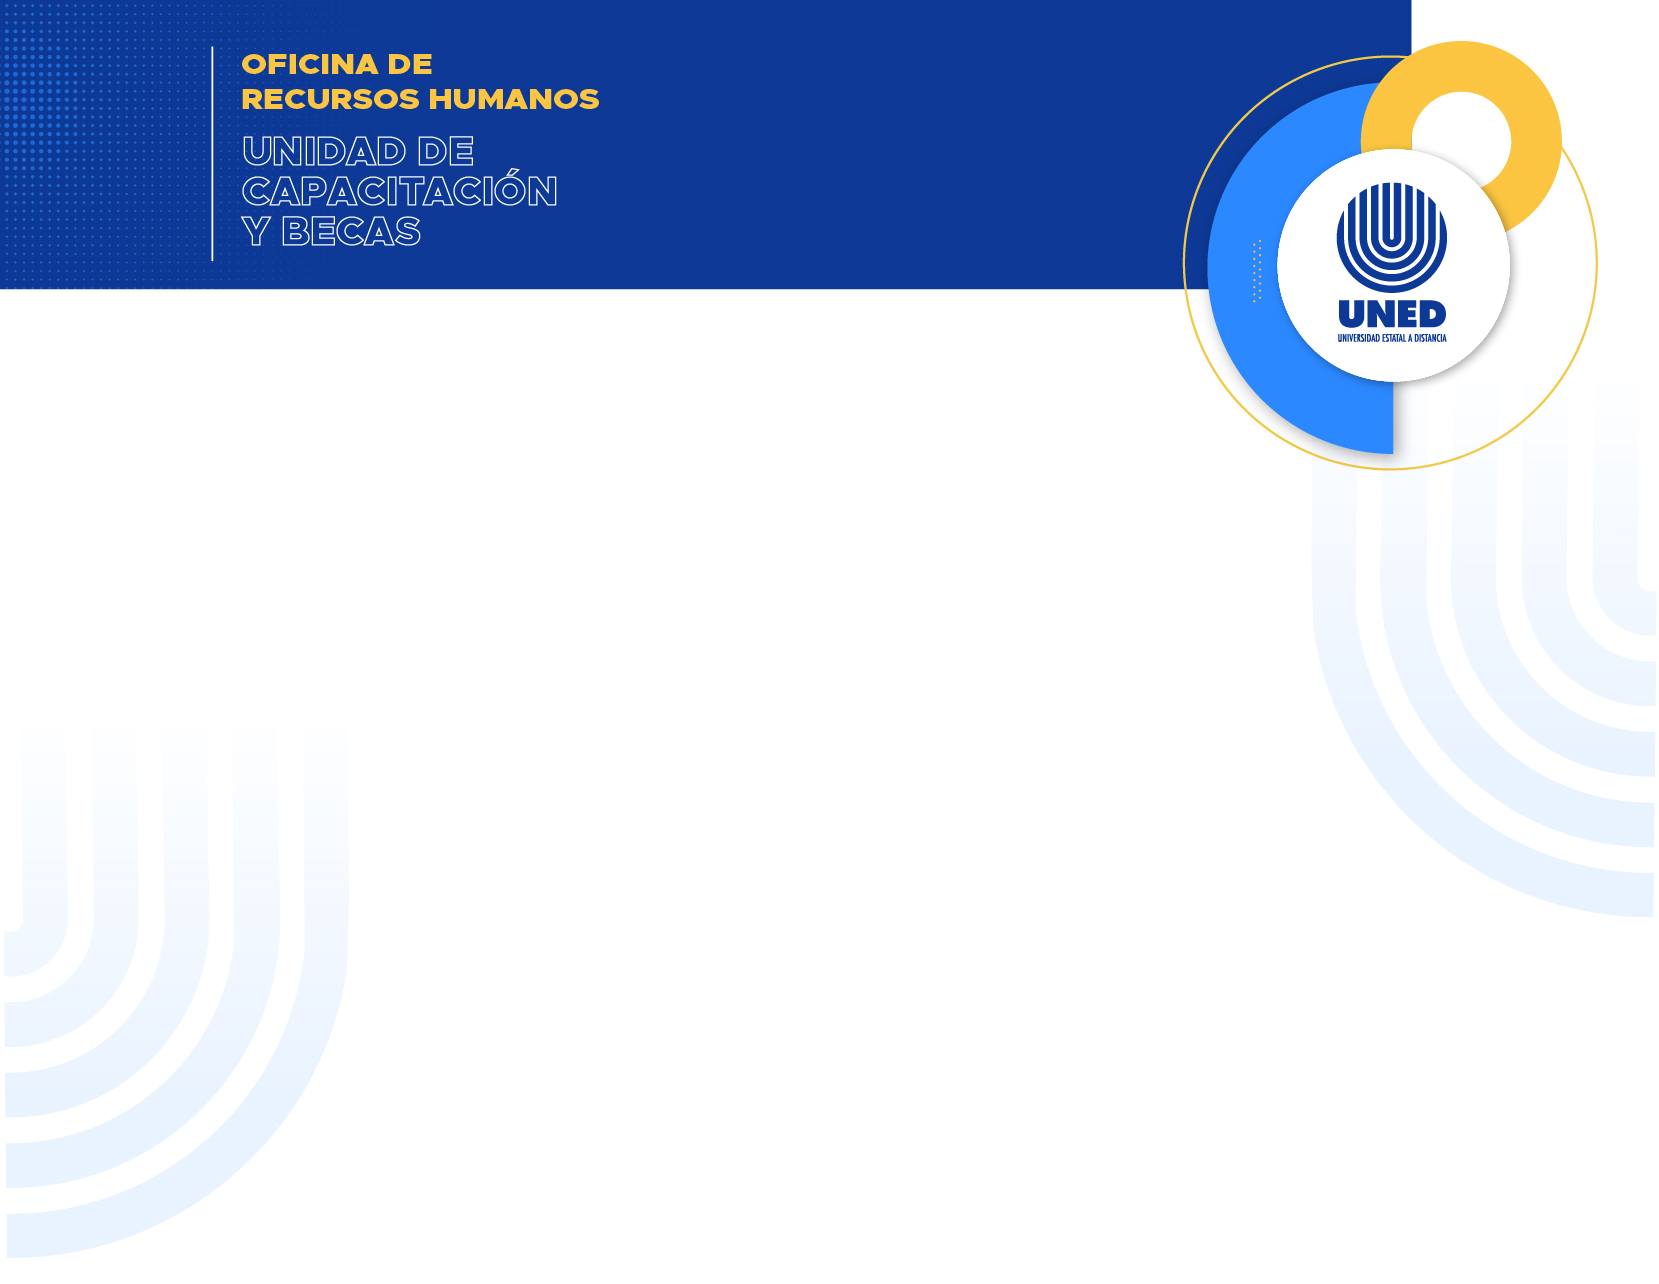 OFICINA DE
RECURSOS HUMANOS
UNIDAD DE
CAPACITACIÓN
Y BECAS
UNED
UNIVERSIDAD ESTATAL A DISTANCIA